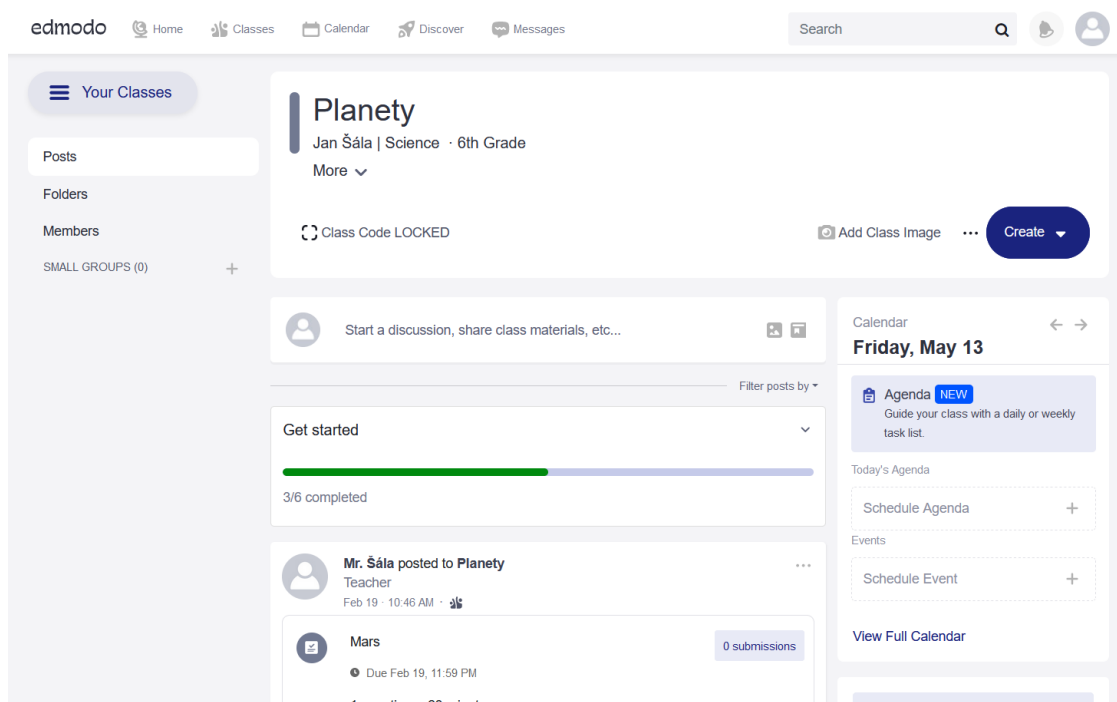 edmodo
Home
Classes
Calendar
Discover
Messages
Search
Your Classes
Posts
Folders
Members
SMALL GROUPS (0)
Planety
Jan Šála | Science · 6th Grade
More
Class Code LOCKED
Add Class Image
Create
Start a discussion, share class materials, etc...
Filter posts by
Get started
3/6 completed
Mr. Šála posted to Planety
Teacher
Feb 19 · 10:46 AM ·
Mars
0 submissions
Due Feb 19, 11:59 PM
Calendar
Friday, May 13
Agenda NEW
Guide your class with a daily or weekly
task list.
Today's Agenda
Schedule Agenda
Events
Schedule Event
View Full Calendar